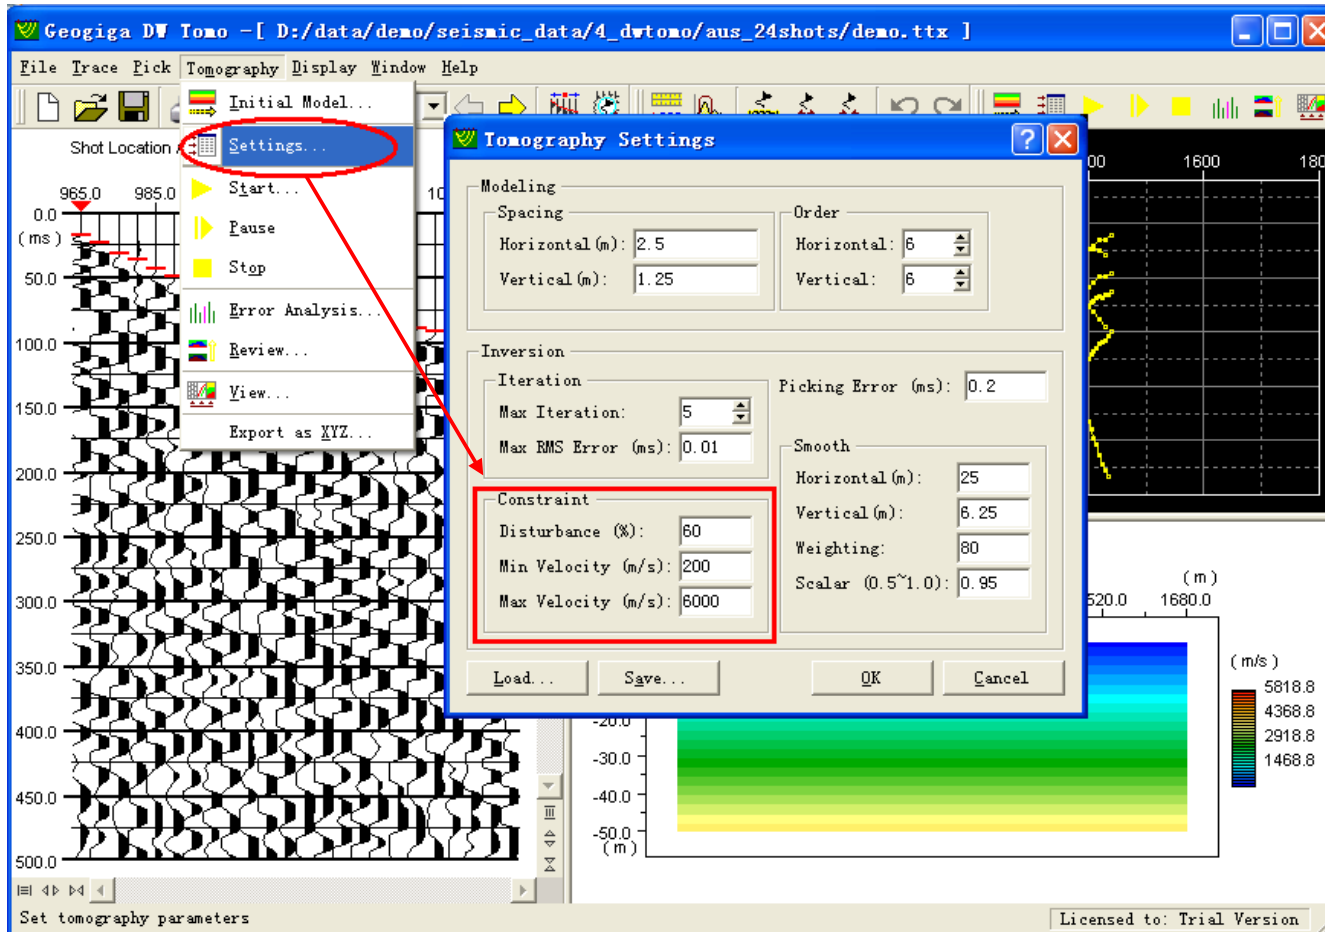 Geogiga DW Tomo -[ D:/data/demo/seismic_data/4_dwtomo/aus_24shots/demo.ttx ]
File Trace Pick Tomography Display Window Help
Initial Model...
Settings...
Start...
Pause
Stop
Error Analysis...
Review...
View...
Export as XYZ...
Shot Location
965.0 985.0
0.0
(ms)
50.0
100.0
150.0
200.0
250.0
300.0
350.0
400.0
450.0
500.0
Tomography Settings
Modeling
Spacing
Horizontal(m): 2.5
Vertical(m): 1.25
Order
Horizontal: 6
Vertical: 6
Inversion
Iteration
Max Iteration: 5
Max RMS Error (ms): 0.01
Picking Error (ms): 0.2
Constraint
Disturbance (%): 60
Min Velocity (m/s): 200
Max Velocity (m/s): 6000
Smooth
Horizontal(m): 25
Vertical(m): 6.25
Weighting: 80
Scalar (0.5~1.0): 0.95
Load... Save... OK Cancel
1600
(m)
520.0 1680.0
-20.0
-30.0
-40.0
-50.0
(m)
(m/s)
5818.8
4368.8
2918.8
1468.8
Set tomography parameters
Licensed to: Trial Version